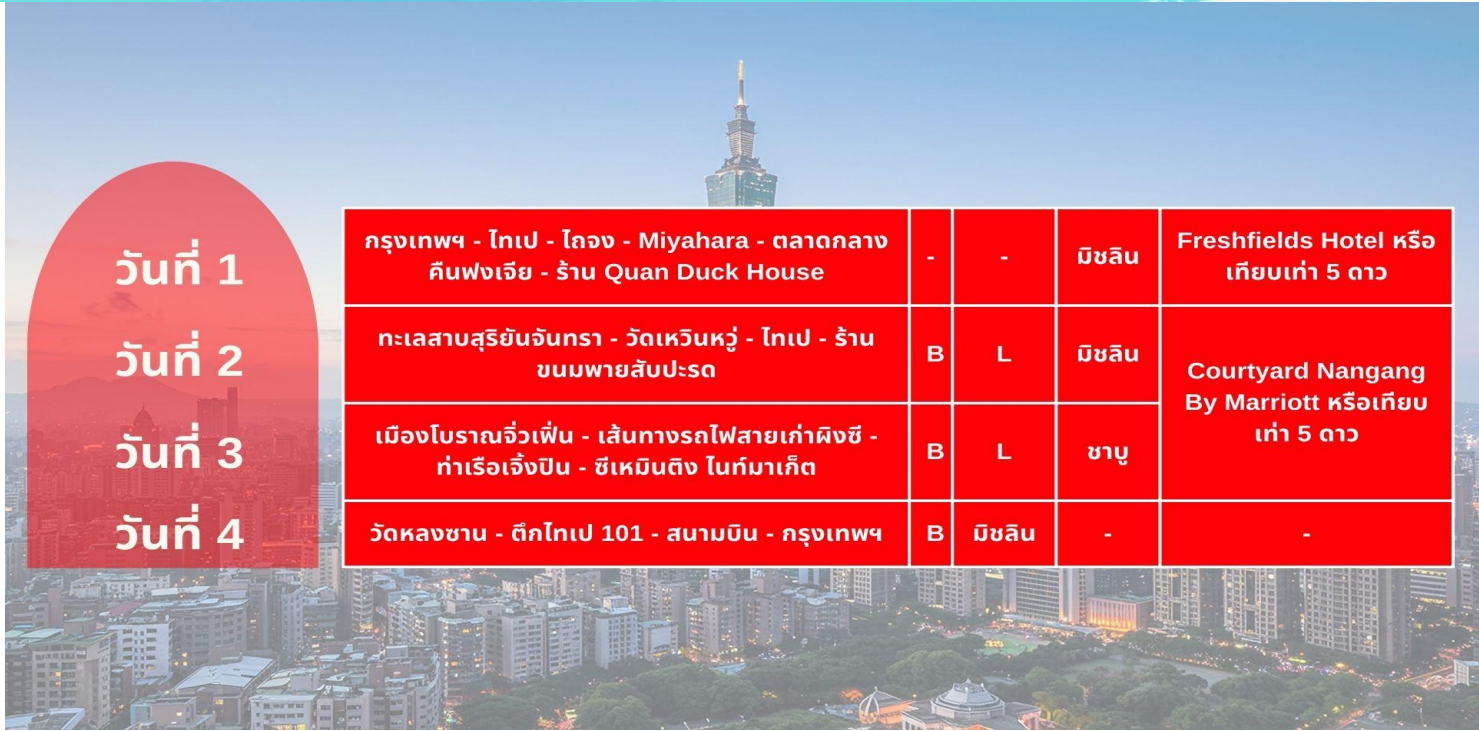 วันที่ 1
กรุงเทพฯ - ไทเป - ไถจง - Miyahara - ตลาดกลาง
คืนฟงเจีย - ร้าน Quan Duck House
-
-
มิชลิน
Freshfields Hotel หรือ
เทียบเท่า 5 ดาว
วันที่ 2
ทะเลสาบสุริยันจันทรา - วัดเหวินหวู่ - ไทเป - ร้าน
ขนมพายสับปะรด
B
L
มิชลิน
Courtyard Nangang
By Marriott หรือเทียบ
เท่า 5 ดาว
วันที่ 3
เมืองโบราณจิ่วเฟิ่น - เส้นทางรถไฟสายเก่าผิงซี -
ท่าเรือเจิ้งปิน - ซีเหมินติง ไนท์มาเก็ต
B
L
ชาบู
วันที่ 4
วัดหลงซาน - ตึกไทเป 101 - สนามบิน - กรุงเทพฯ
B
มิชลิน
-
-